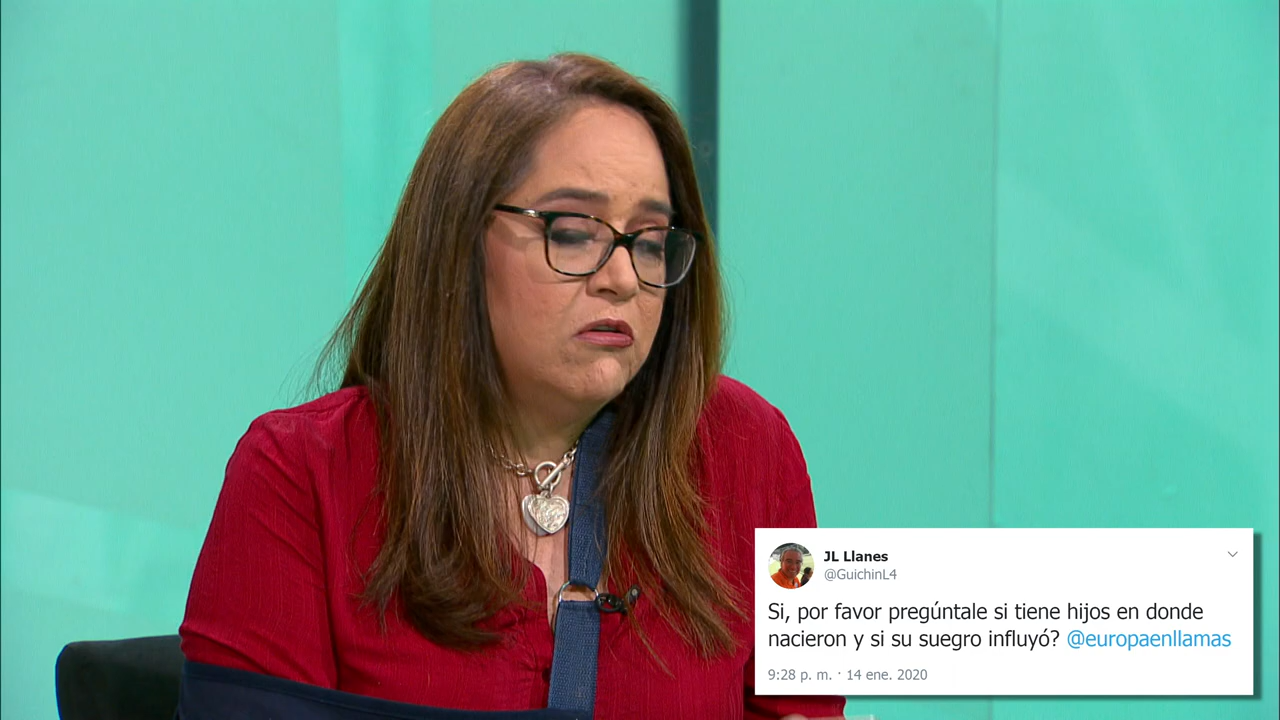 JL Llanes
@GuichinL4
Si, por favor pregúntale si tiene hijos en donde
nacieron y si su suegro influyó? @europaenllamas
9:28 p. m. · 14 ene. 2020